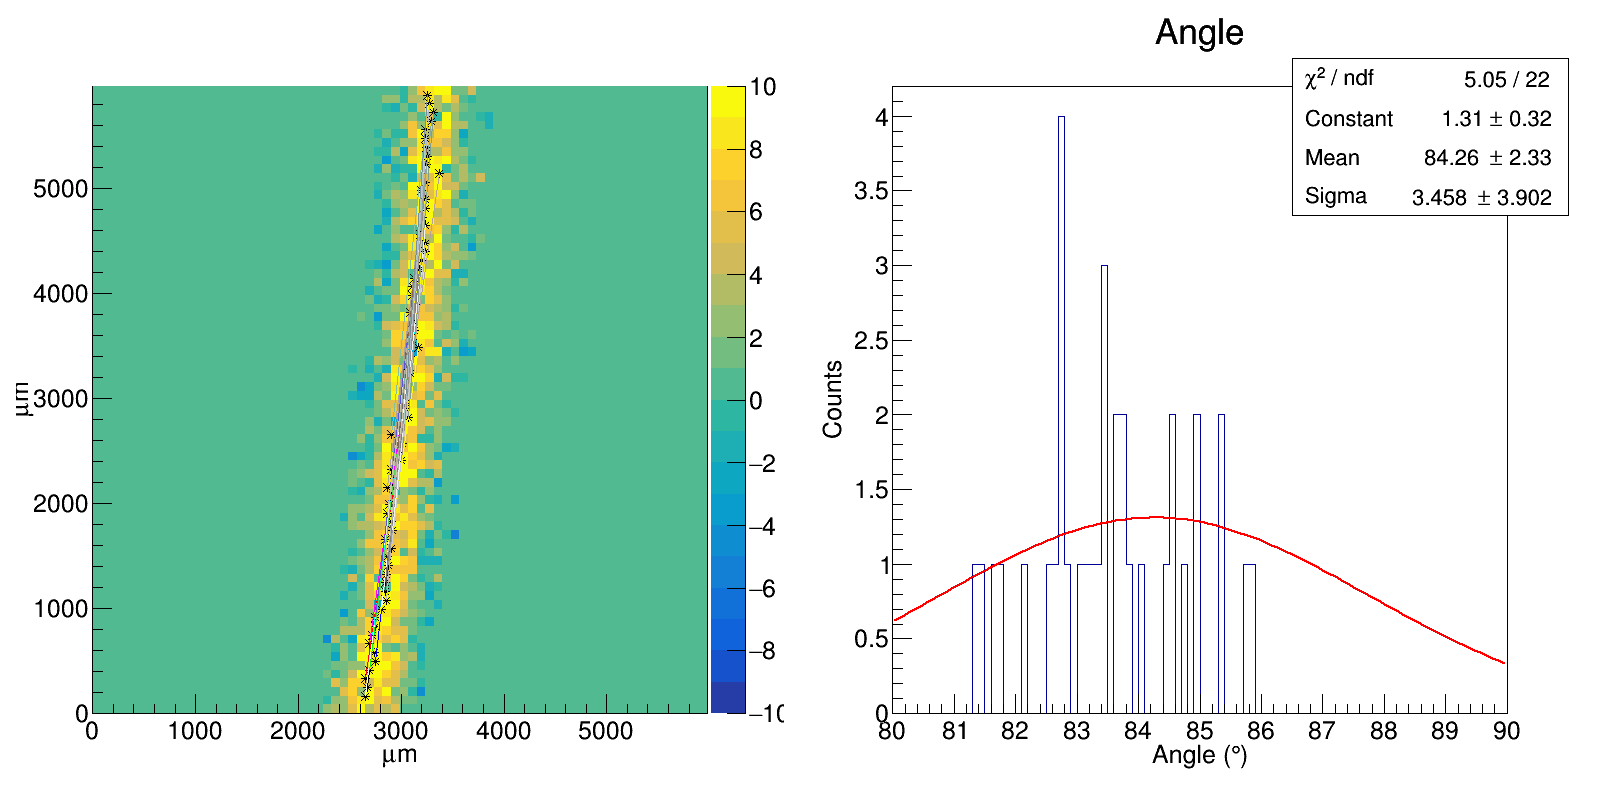 Angle
χ² / ndf 5.05 / 22
Constant 1.31 ± 0.32
Mean 84.26 ± 2.33
Sigma 3.458 ± 3.902
μm
5000
4000
3000
2000
1000
0
0 1000 2000 3000 4000 5000
μm
10
8
6
4
2
0
−2
−4
−6
−8
−10
Counts
4
3.5
3
2.5
2
1.5
1
0.5
0
80 81 82 83 84 85 86 87 88 89 90
Angle (°)